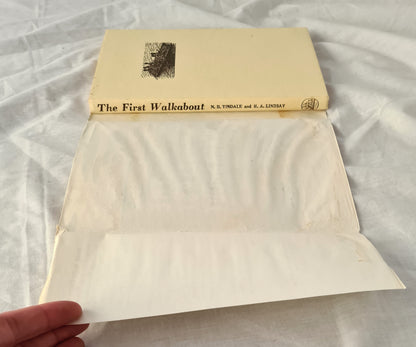 The First Walkabout N. B. TINDALE and H. A. LINDSAY